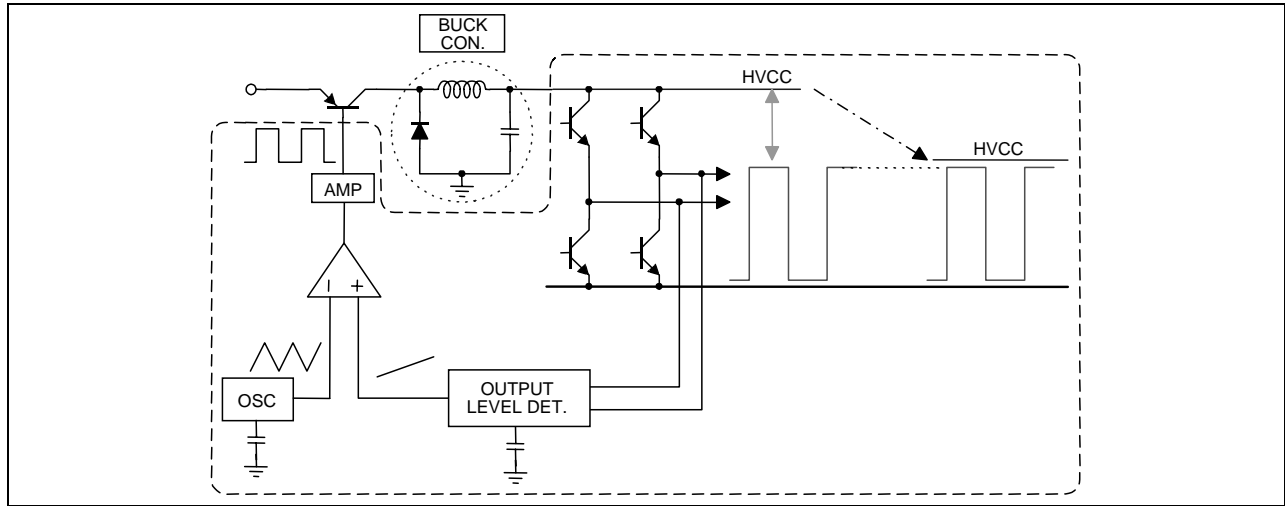 BUCK
CON.
HVCC
HVCC
AMP
− +
OSC
OUTPUT
LEVEL DET.